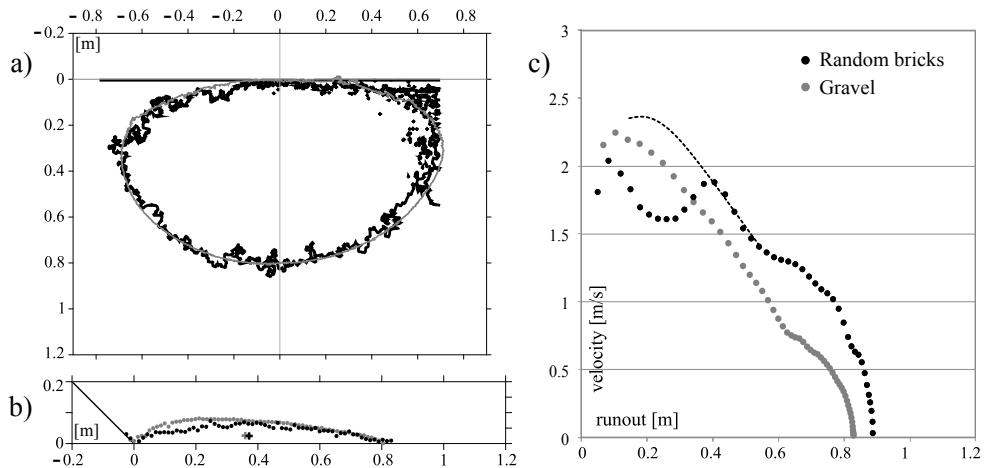 - 0.8 - 0.6 - 0.4 - 0.2 0 0.2 0.4 0.6 0.8
a)
- 0.2
[m]
0
0.2
0.4
0.6
0.8
1
1.2
b)
0.2
[m]
0
- 0.2 0 0.2 0.4 0.6 0.8 1 1.2
c)
3
Random bricks
Gravel
2.5
2
1.5
1
0.5
0
velocity [m/s]
runout [m]
0 0.2 0.4 0.6 0.8 1 1.2